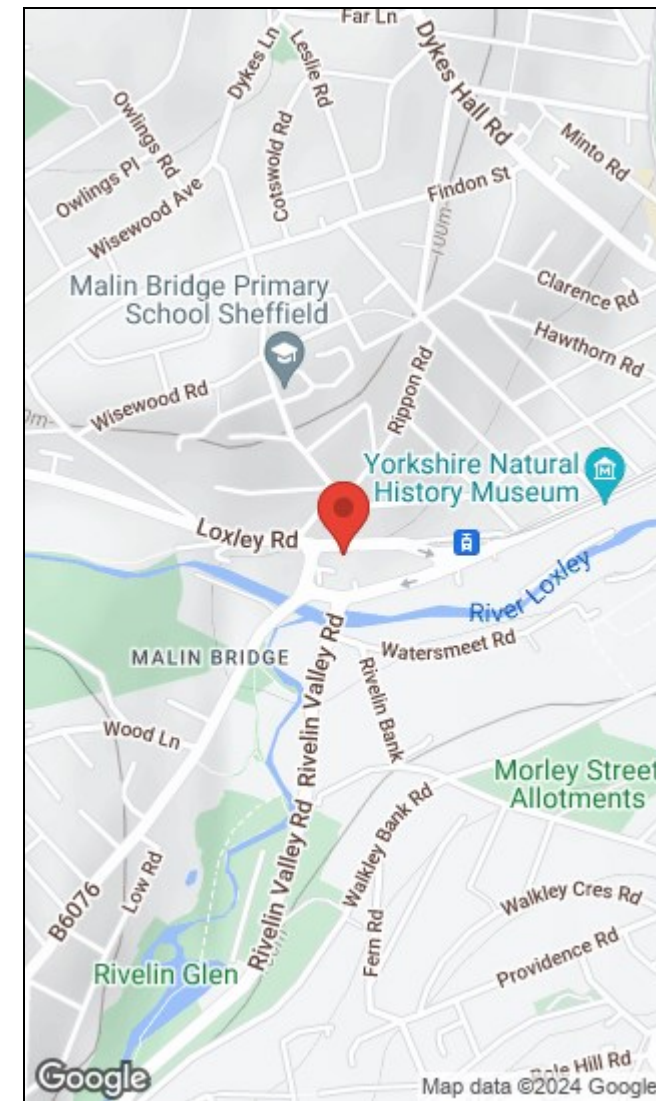 Far Ln
Dykes Ln
Leslie Rd
Dykes Hall Rd
Owlings Rd
Cotswold Rd
Minto Rd
Owlings Pl
Findon St
Wisewood Ave
100m
Clarence Rd
Malin Bridge Primary
School Sheffield
Hawthorn Rd
Rippon Rd
Wisewood Rd
Yorkshire Natural
History Museum
Loxley Rd
River Loxley
Watersmeet Rd
MALIN BRIDGE
Rivelin Valley Rd
Rivelin Bank
Wood Ln
Morley Street
Allotments
Rivelin Valley Rd
Walkley Bank Rd
Low Rd
B6076
Walkley Cres Rd
Fern Rd
Providence Rd
Rivelin Glen
Hill Rd
Google
Map data ©2024 Google